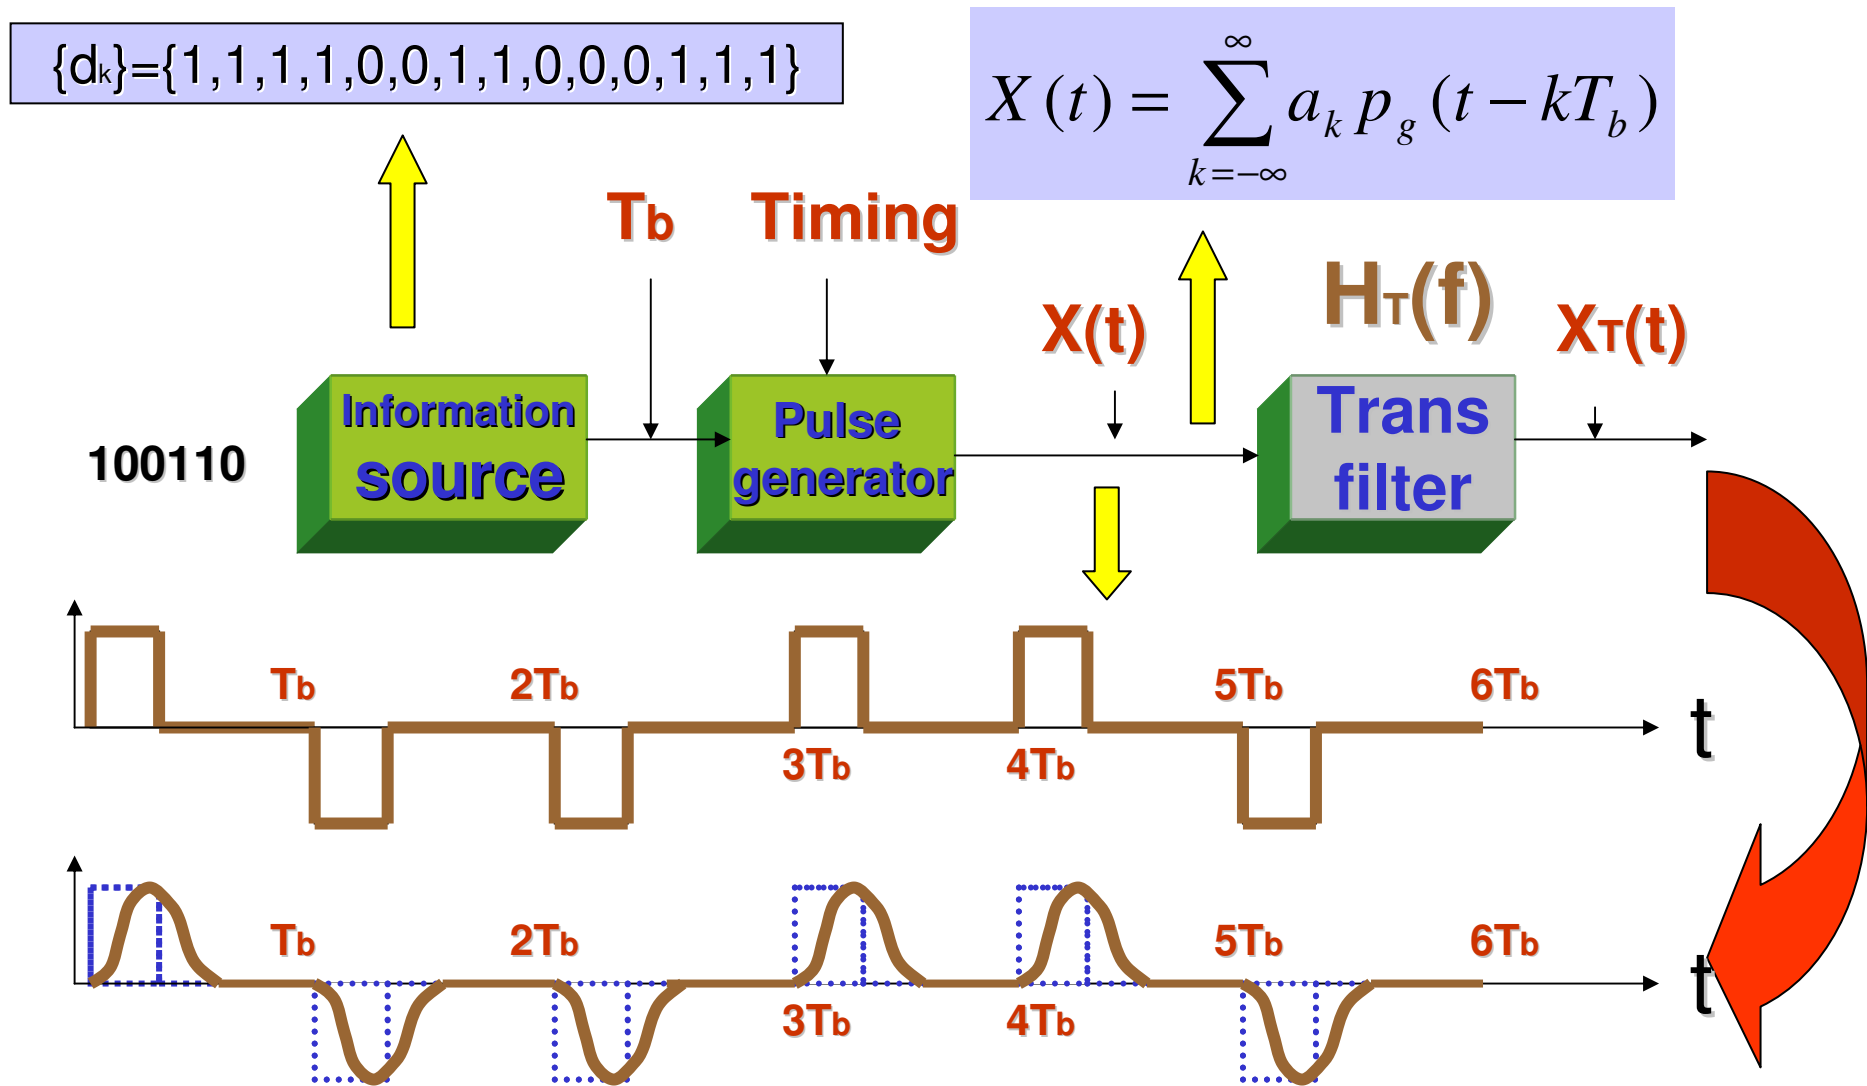 {dk}={1,1,1,1,0,0,1,1,0,0,0,1,1,1}
X(t) = ∑ a_k p_g (t − kT_b)
∞
k=−∞
Tb
Timing
X(t)
HT(f)
XT(t)
100110
Information
source
Pulse
generator
Trans
filter
Tb
2Tb
3Tb
4Tb
5Tb
6Tb
t
Tb
2Tb
3Tb
4Tb
5Tb
6Tb
t